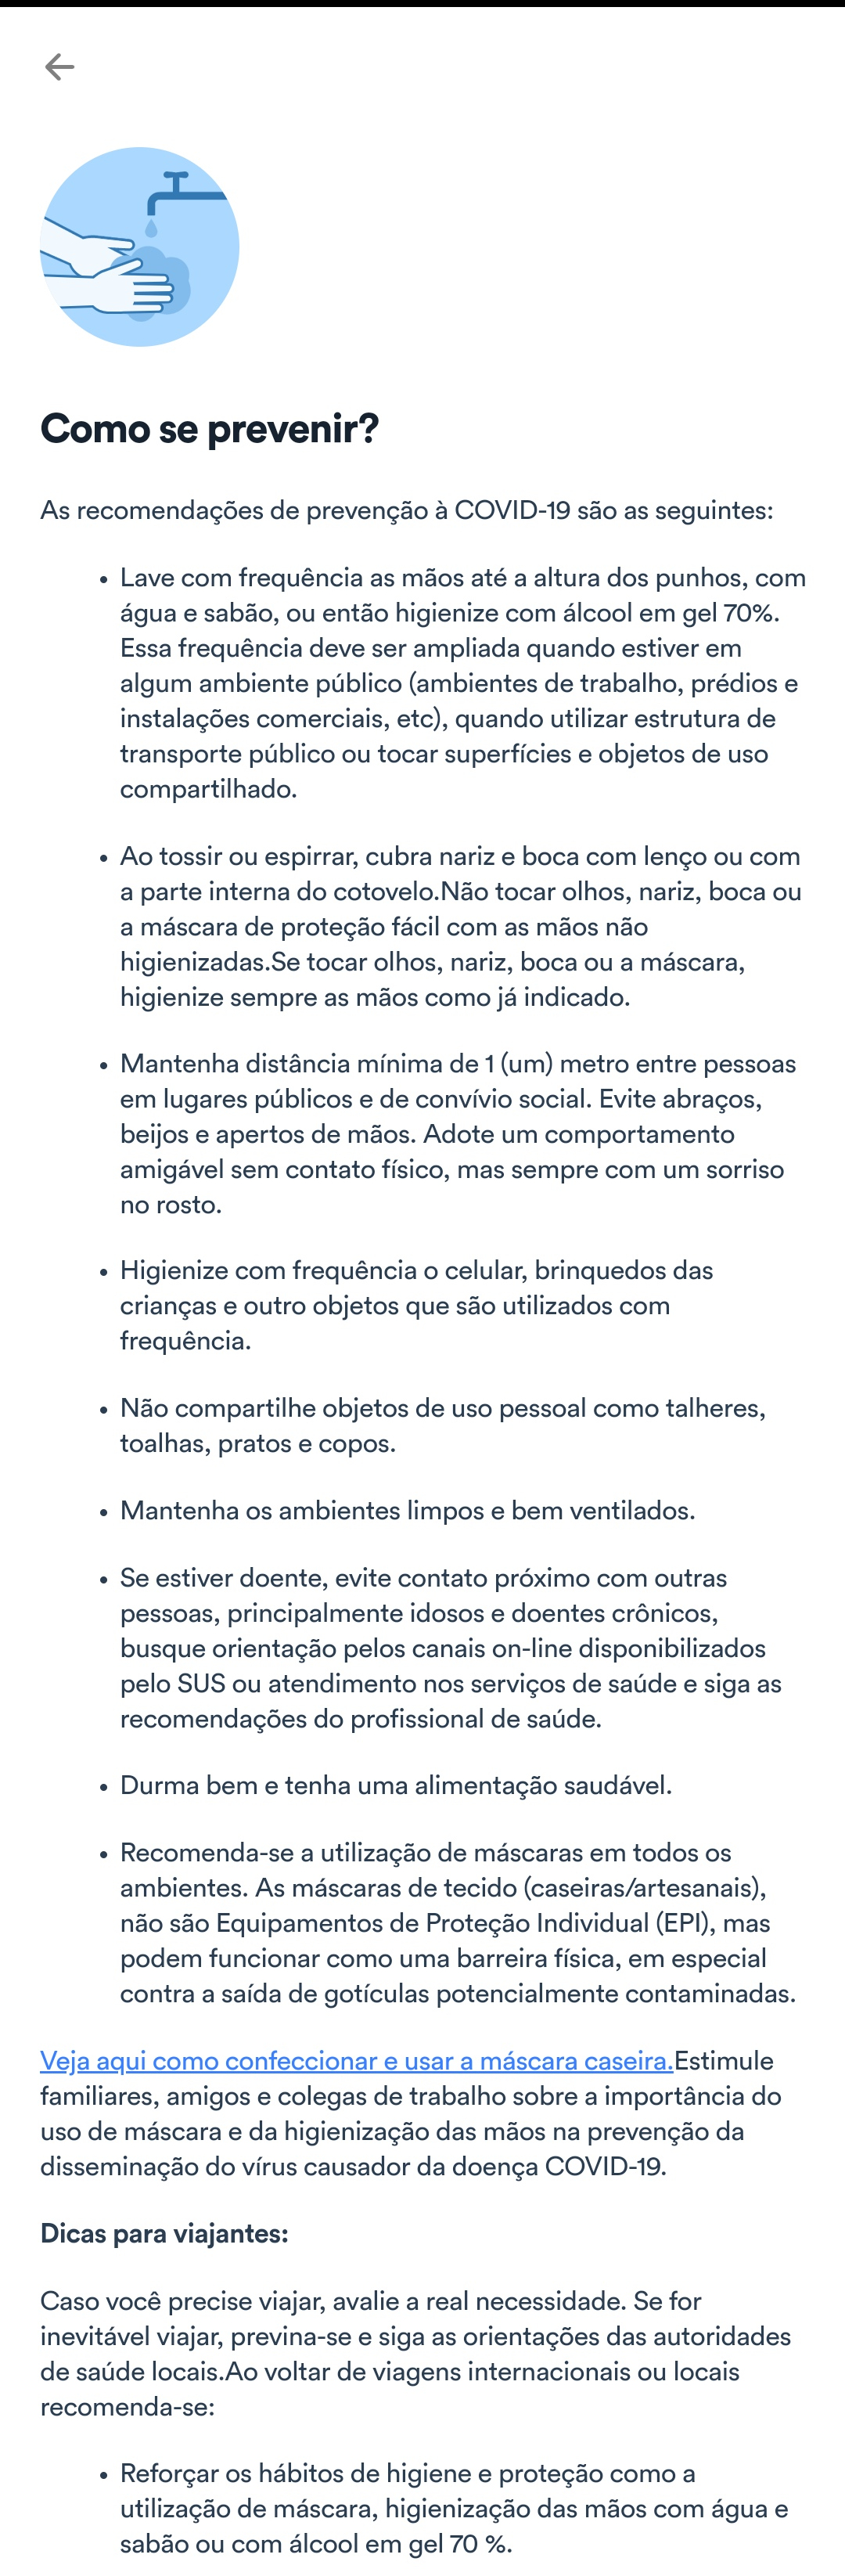 Como se prevenir?
As recomendações de prevenção à COVID-19 são as seguintes:
• Lave com frequência as mãos até a altura dos punhos, com
água e sabão, ou então higienize com álcool em gel 70%.
Essa frequência deve ser ampliada quando estiver em
algum ambiente público (ambientes de trabalho, prédios e
instalações comerciais, etc), quando utilizar estrutura de
transporte público ou tocar superfícies e objetos de uso
compartilhado.
• Ao tossir ou espirrar, cubra nariz e boca com lenço ou com
a parte interna do cotovelo.Não tocar olhos, nariz, boca ou
a máscara de proteção fácil com as mãos não
higienizadas.Se tocar olhos, nariz, boca ou a máscara,
higienize sempre as mãos como já indicado.
• Mantenha distância mínima de 1 (um) metro entre pessoas
em lugares públicos e de convívio social. Evite abraços,
beijos e apertos de mãos. Adote um comportamento
amigável sem contato físico, mas sempre com um sorriso
no rosto.
• Higienize com frequência o celular, brinquedos das
crianças e outro objetos que são utilizados com
frequência.
• Não compartilhe objetos de uso pessoal como talheres,
toalhas, pratos e copos.
• Mantenha os ambientes limpos e bem ventilados.
• Se estiver doente, evite contato próximo com outras
pessoas, principalmente idosos e doentes crônicos,
busque orientação pelos canais on-line disponibilizados
pelo SUS ou atendimento nos serviços de saúde e siga as
recomendações do profissional de saúde.
• Durma bem e tenha uma alimentação saudável.
• Recomenda-se a utilização de máscaras em todos os
ambientes. As máscaras de tecido (caseiras/artesanais),
não são Equipamentos de Proteção Individual (EPI), mas
podem funcionar como uma barreira física, em especial
contra a saída de gotículas potencialmente contaminadas.
Veja aqui como confeccionar e usar a máscara caseira.Estimule
familiares, amigos e colegas de trabalho sobre a importância do
uso de máscara e da higienização das mãos na prevenção da
disseminação do vírus causador da doença COVID-19.
Dicas para viajantes:
Caso você precise viajar, avalie a real necessidade. Se for
inevitável viajar, previna-se e siga as orientações das autoridades
de saúde locais.Ao voltar de viagens internacionais ou locais
recomenda-se:
• Reforçar os hábitos de higiene e proteção como a
utilização de máscara, higienização das mãos com água e
sabão ou com álcool em gel 70 %.